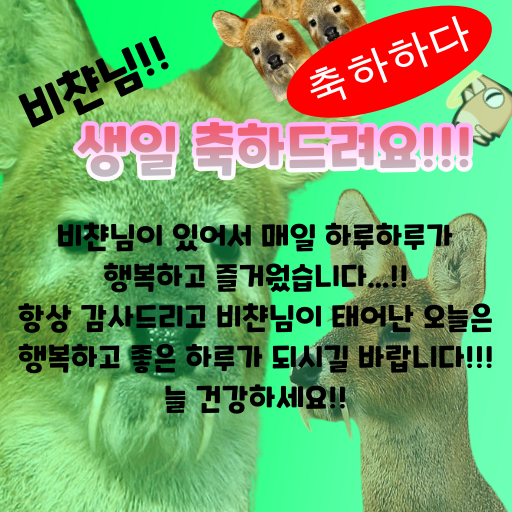 비챤님!!
축하하다
생일 축하드려요!!!
비챤님이 있어서 매일 하루하루가
행복하고 즐거웠습니다...!!
항상 감사드리고 비챤님이 태어난 오늘은
행복하고 좋은 하루가 되시길 바랍니다!!!
늘 건강하세요!!